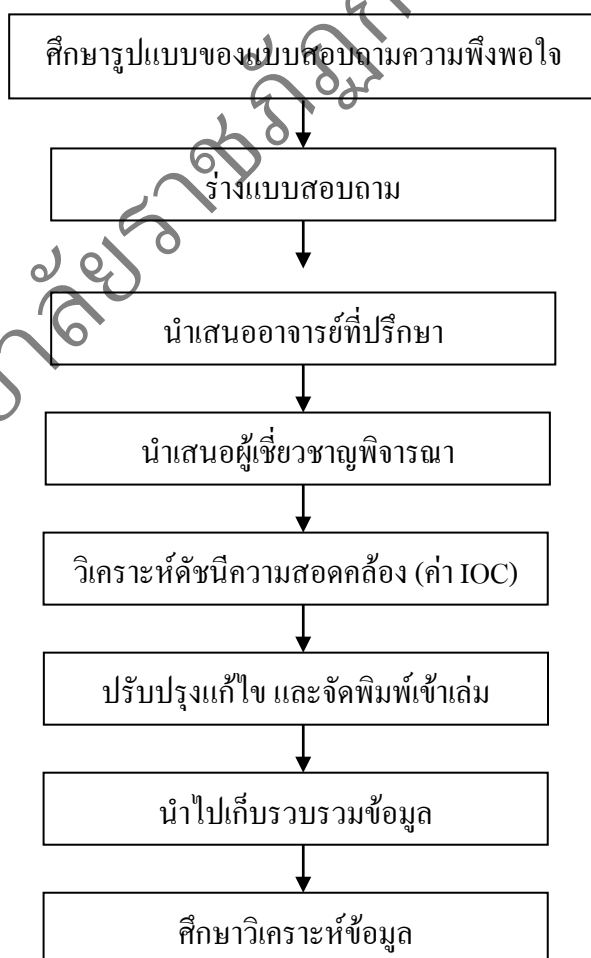 ศึกษารูปแบบของแบบสอบถามความพึงพอใจ
ร่างแบบสอบถาม
นำเสนออาจารย์ที่ปรึกษา
นำเสนอผู้เชี่ยวชาญพิจารณา
วิเคราะห์ดัชนีความสอดคล้อง (ค่า IOC)
ปรับปรุงแก้ไข และจัดพิมพ์เข้าเล่ม
นำไปเก็บรวบรวมข้อมูล
ศึกษาวิเคราะห์ข้อมูล